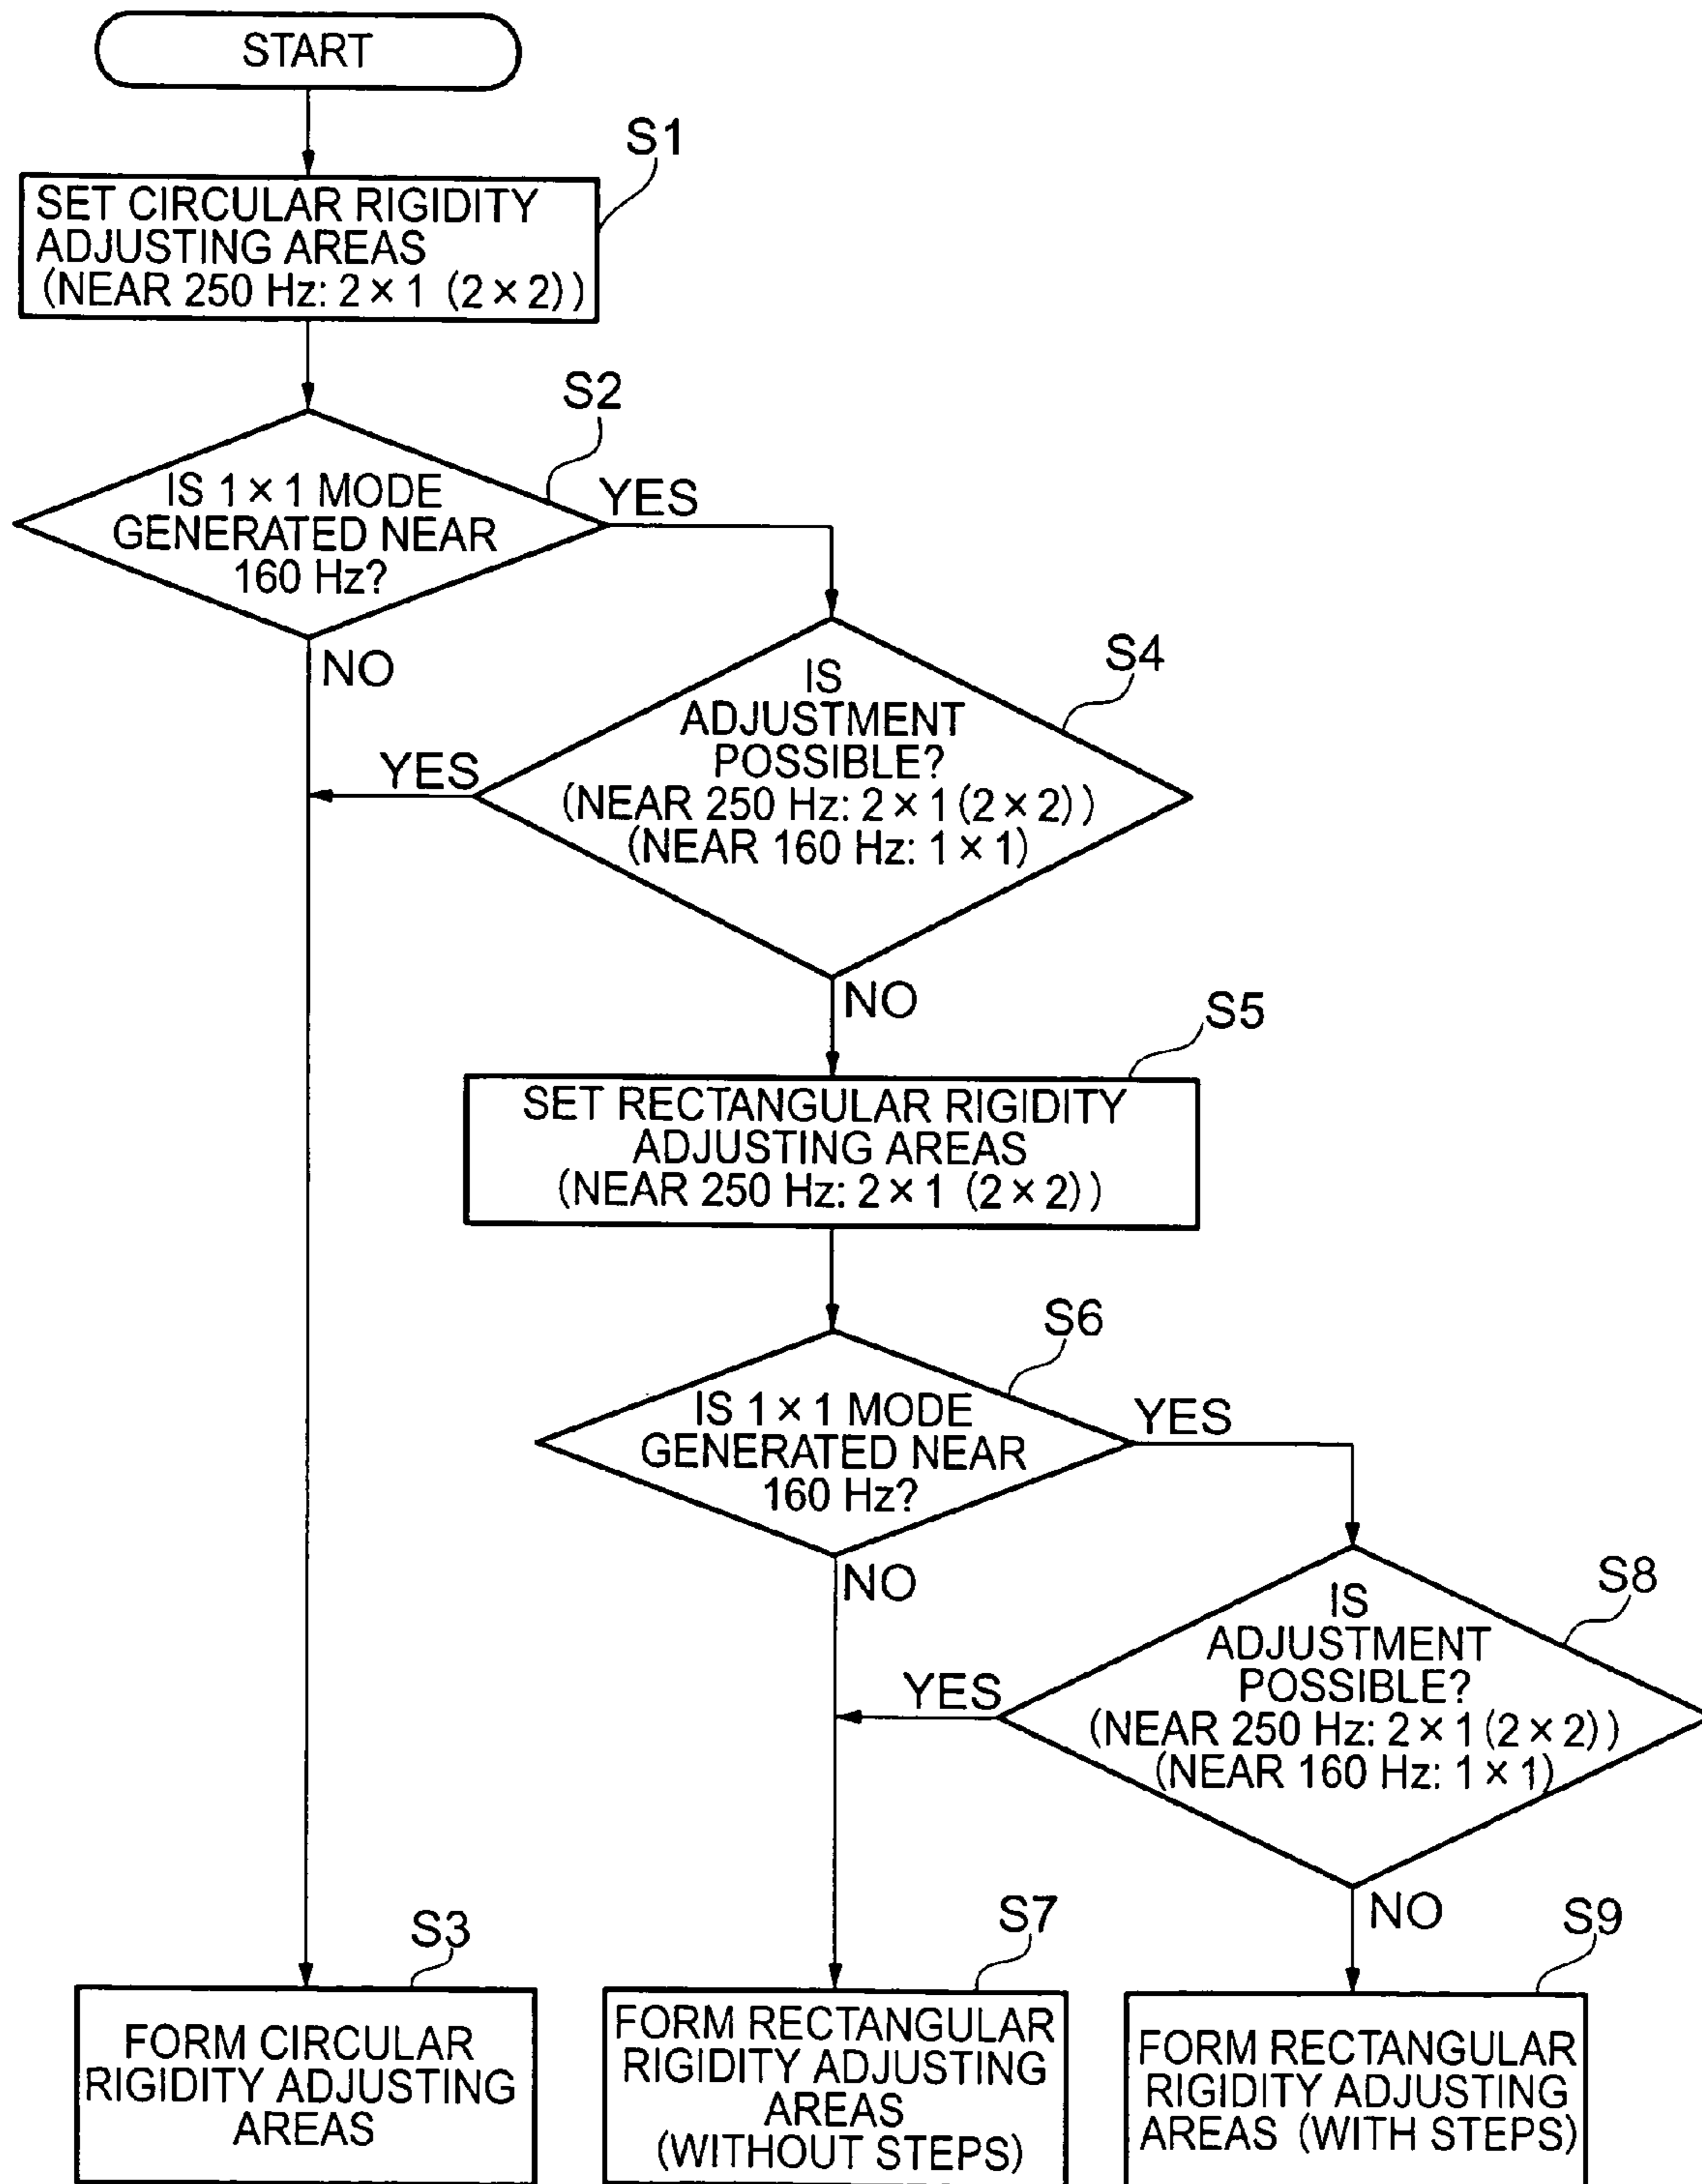 START
S1
SET CIRCULAR RIGIDITY
ADJUSTING AREAS
(NEAR 250 Hz: 2 × 1 (2 × 2))
S2
IS 1 × 1 MODE
GENERATED NEAR
160 Hz?
YES
NO
S4
IS
ADJUSTMENT
POSSIBLE?
(NEAR 250 Hz: 2 × 1 (2 × 2))
(NEAR 160 Hz: 1 × 1)
YES
NO
S5
SET RECTANGULAR RIGIDITY
ADJUSTING AREAS
(NEAR 250 Hz: 2 × 1 (2 × 2))
S6
IS 1 × 1 MODE
GENERATED NEAR
160 Hz?
YES
NO
S8
IS
ADJUSTMENT
POSSIBLE?
(NEAR 250 Hz: 2 × 1 (2 × 2))
(NEAR 160 Hz: 1 × 1)
YES
NO
S3
FORM CIRCULAR
RIGIDITY ADJUSTING
AREAS
S7
FORM RECTANGULAR
RIGIDITY ADJUSTING
AREAS
(WITHOUT STEPS)
S9
FORM RECTANGULAR
RIGIDITY ADJUSTING
AREAS (WITH STEPS)